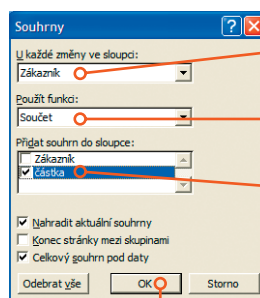 Souhrny
U každé změny ve sloupci:
Zákazník
Použít funkci:
Součet
Přidat souhrn do sloupce:
Zákazník
částka
Nahradit aktuální souhrny
Konec stránky mezi skupinami
Celkový souhrn pod daty
Odebrat vše
OK
Storno